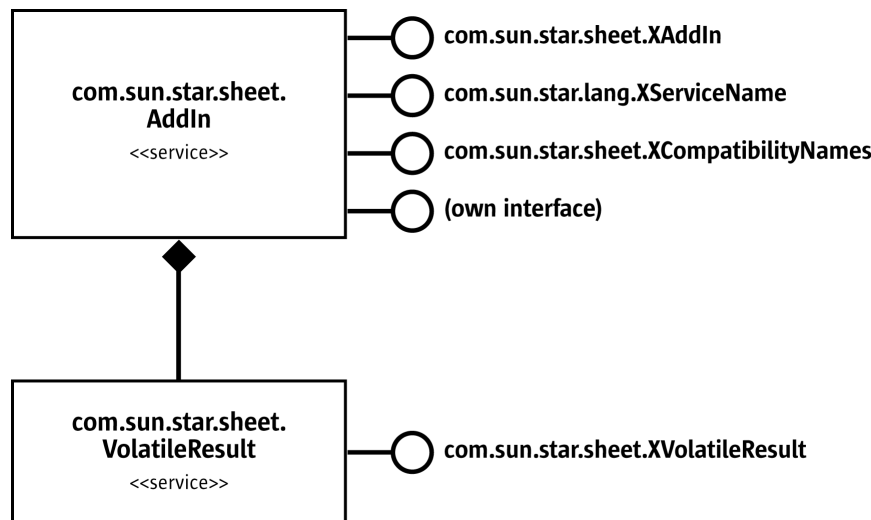 com.sun.star.sheet.
AddIn
<<service>>
com.sun.star.sheet.XAddIn
com.sun.star.lang.XServiceName
com.sun.star.sheet.XCompatibilityNames
(own interface)
com.sun.star.sheet.
VolatileResult
<<service>>
com.sun.star.sheet.XVolatileResult